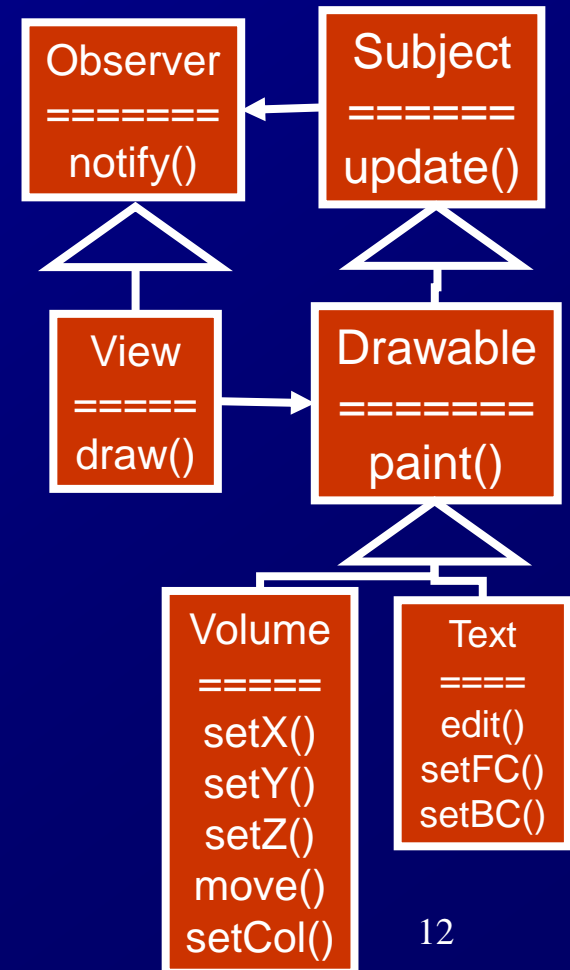 Observer
=======
notify()
Subject
======
update()
View
=====
draw()
Drawable
=======
paint()
Volume
=====
setX()
setY()
setZ()
move()
setCol()
Text
====
edit()
setFC()
setBC()
12